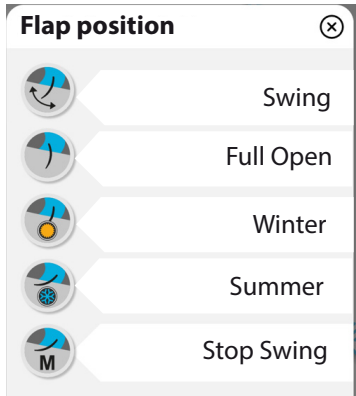 Flap position
Swing
Full Open
Winter
Summer
M
Stop Swing